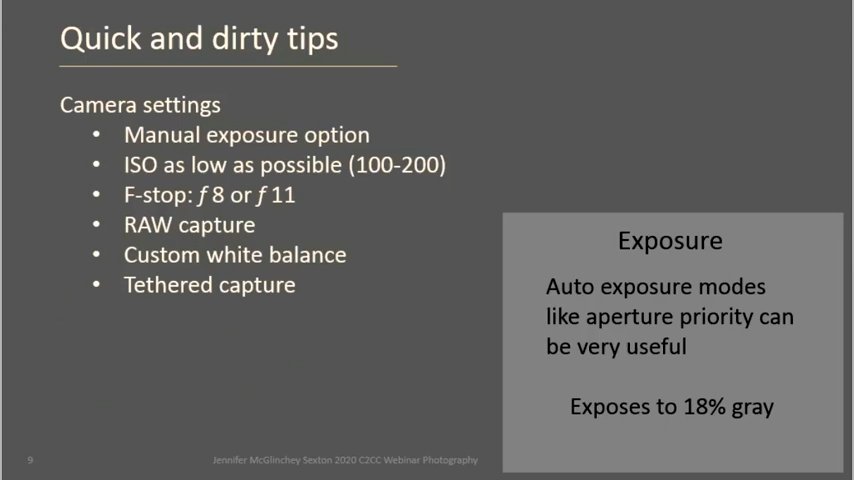 Quick and dirty tips
Camera settings
• Manual exposure option
• ISO as low as possible (100-200)
• F-stop: ƒ 8 or ƒ 11
• RAW capture
• Custom white balance
• Tethered capture
Exposure
Auto exposure modes
like aperture priority can
be very useful
Exposes to 18% gray
9
Jennifer McGlinchey Sexton 2020 C2CC Webinar Photography